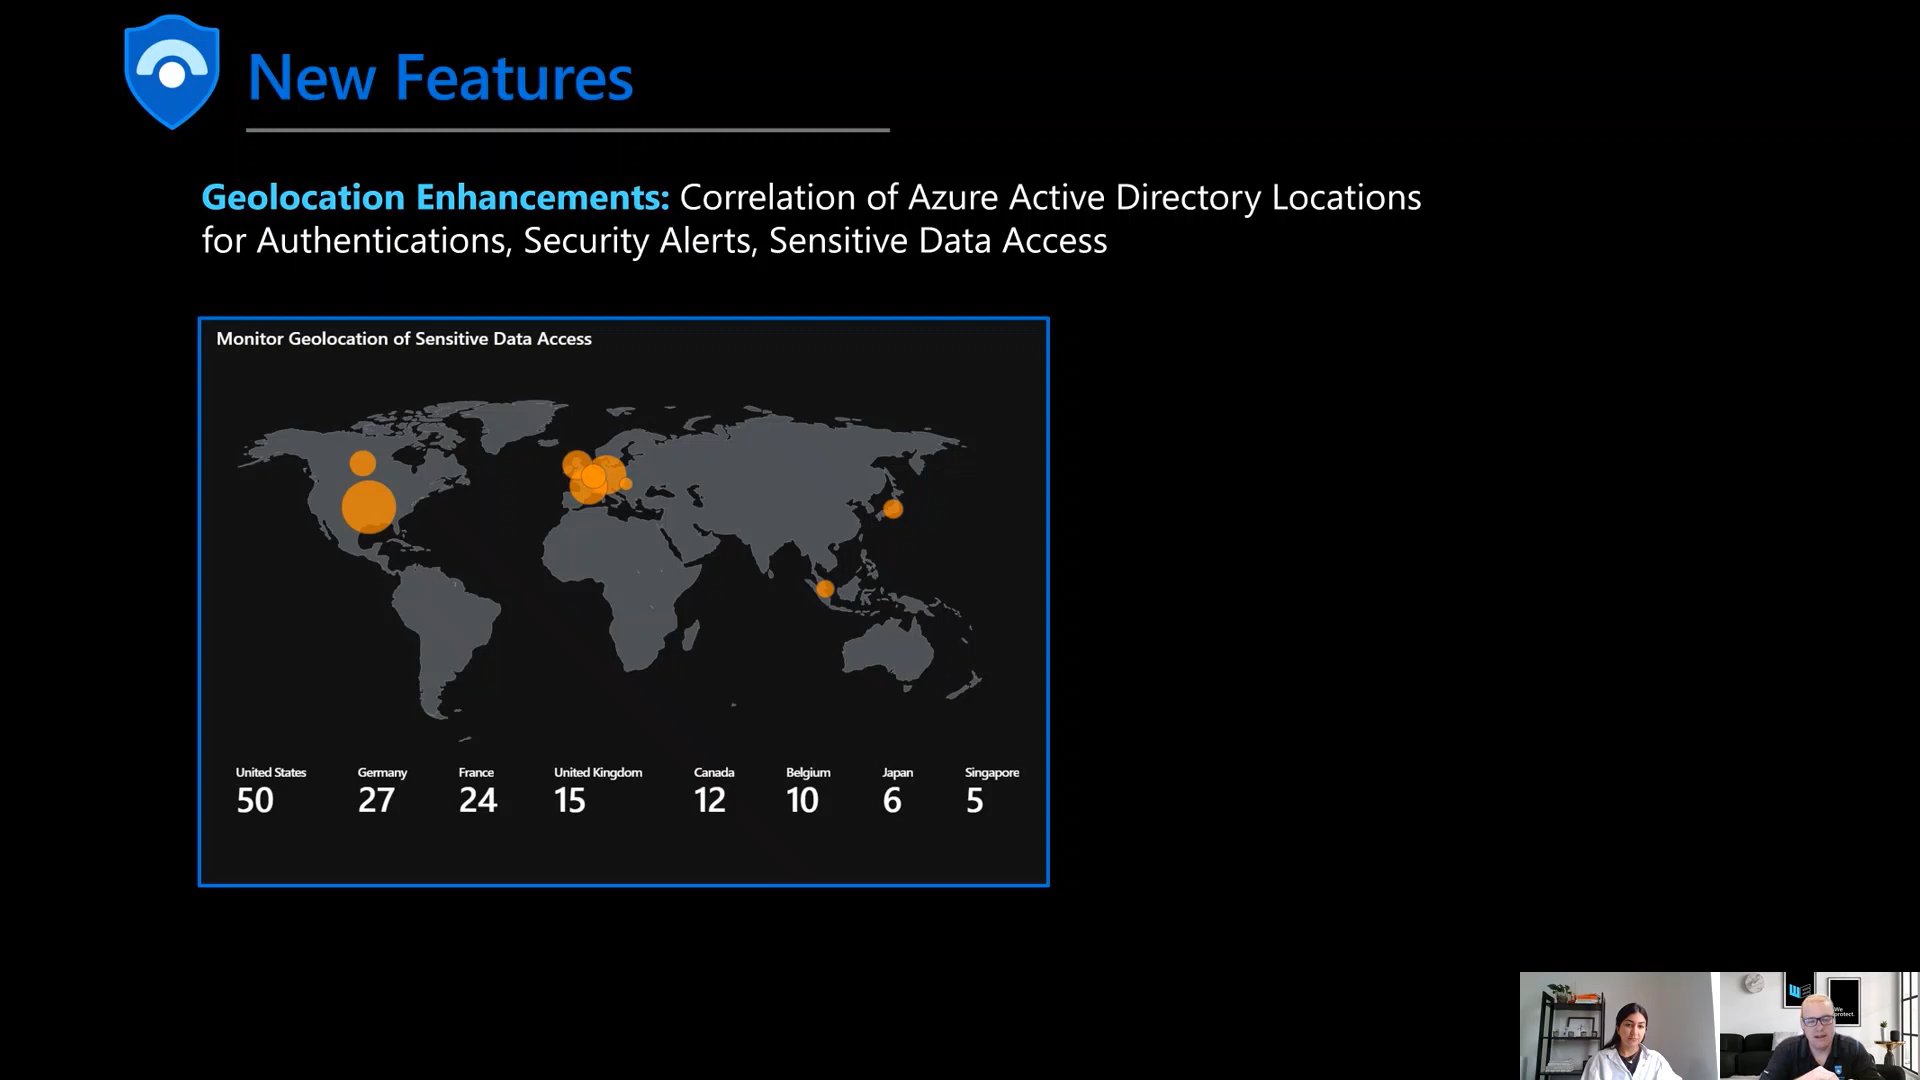 New Features
Geolocation Enhancements: Correlation of Azure Active Directory Locations
for Authentications, Security Alerts, Sensitive Data Access
Monitor Geolocation of Sensitive Data Access
United States Germany France United Kingdom Canada Belgium Japan Singapore
50 27 24 15 12 10 6 5
We
protect.